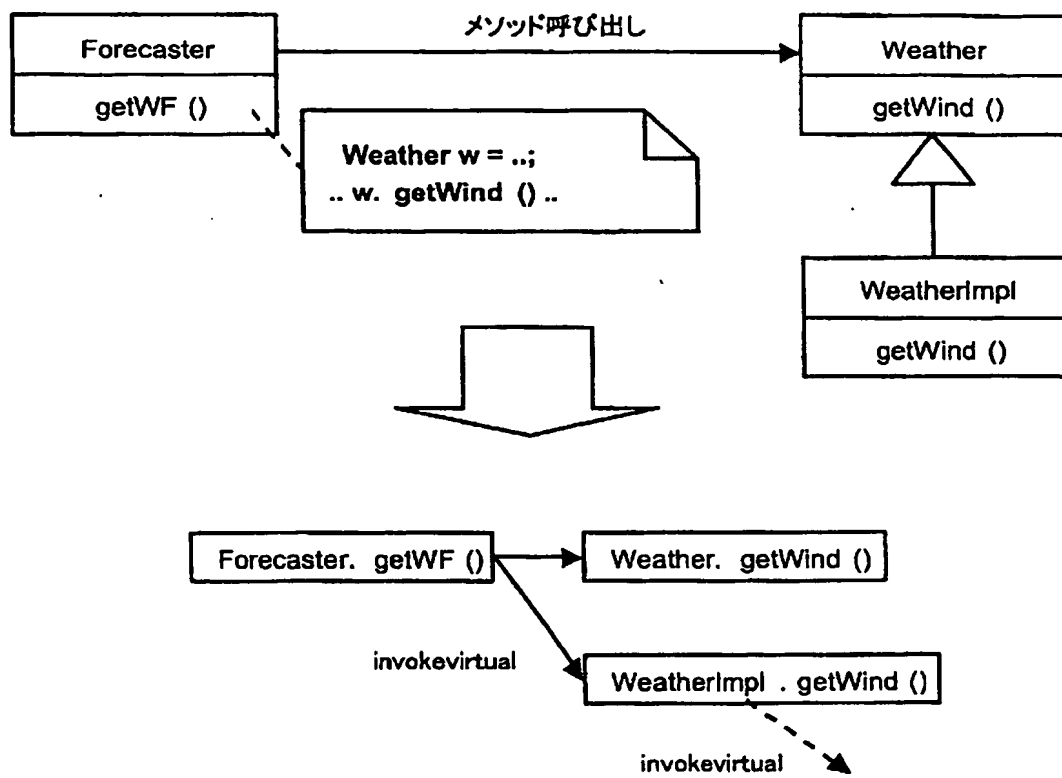 メソッド呼び出し
Forecaster
getWF ()
Weather
getWind ()
Weather w = ..;
.. w. getWind () ..
WeatherImpl
getWind ()
Forecaster. getWF ()
Weather. getWind ()
invokevirtual
WeatherImpl . getWind ()
invokevirtual